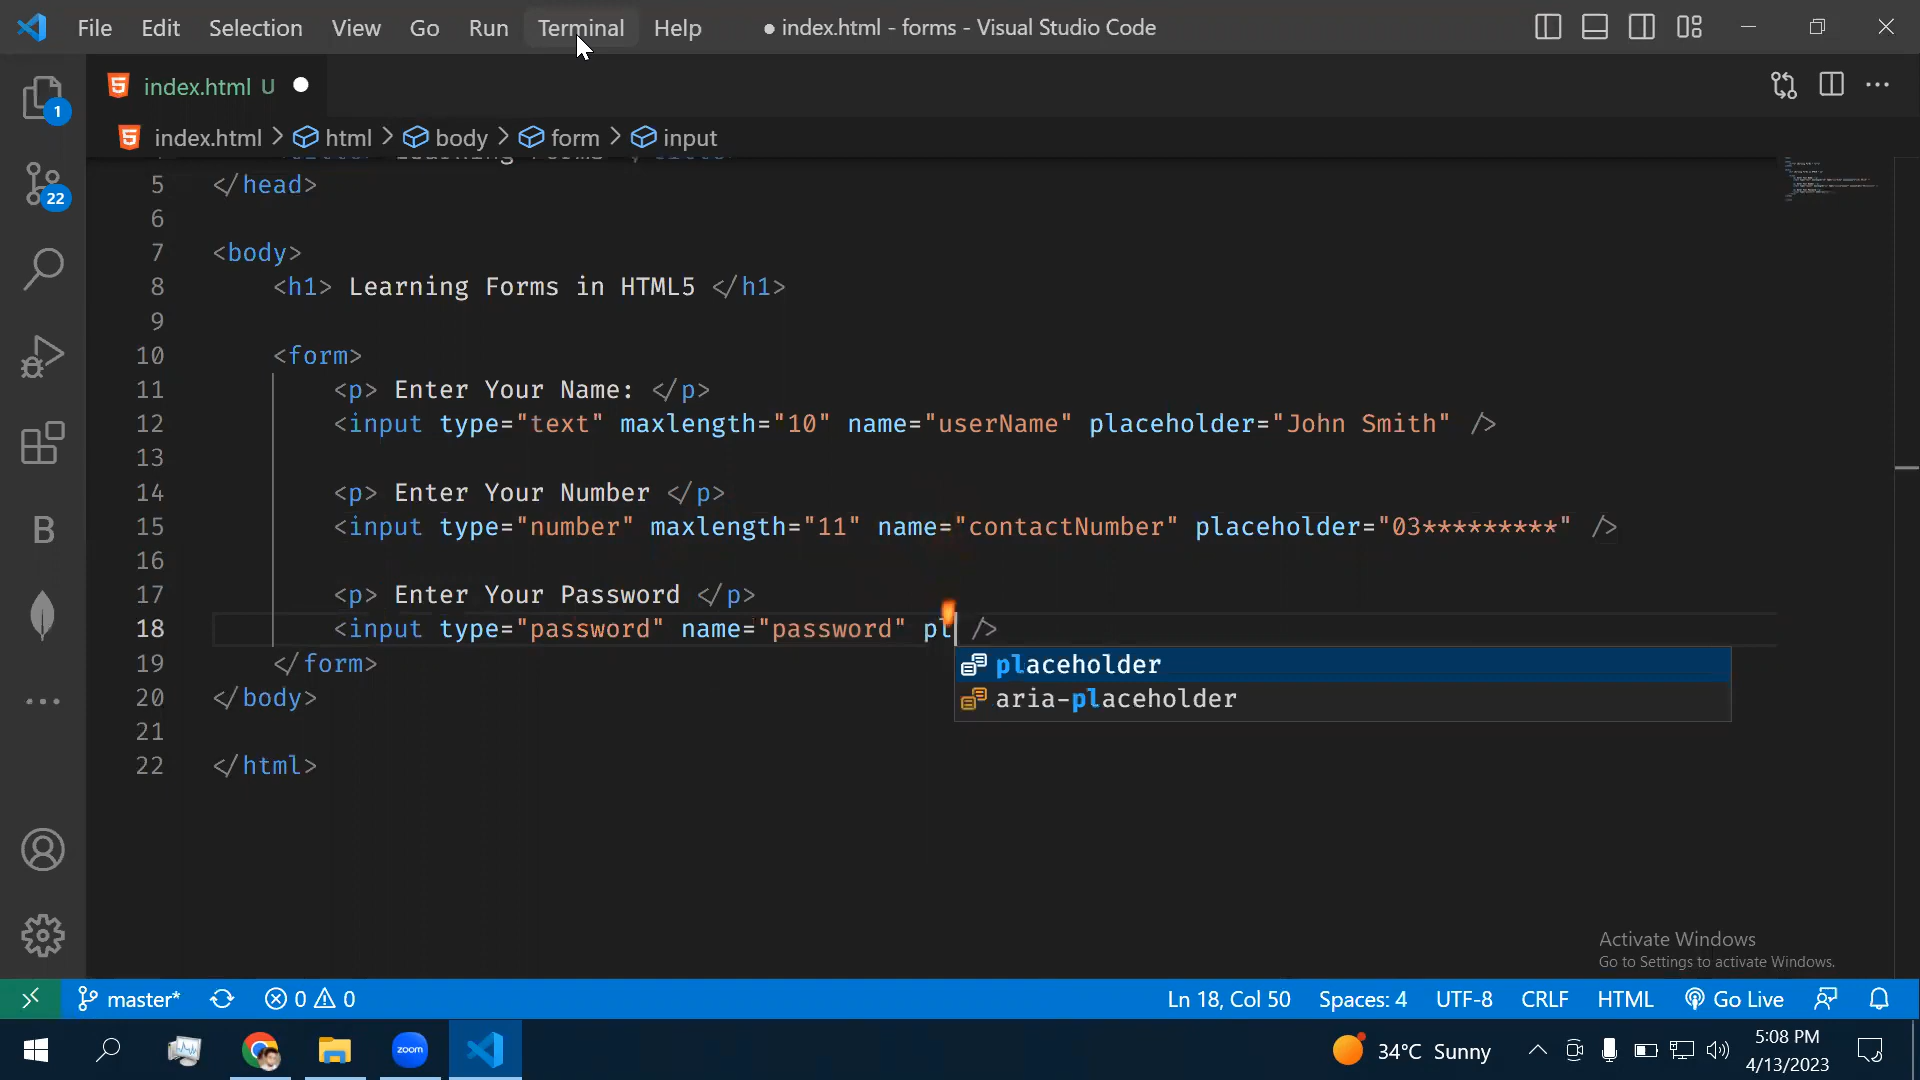 File Edit Selection View Go Run Terminal Help ● index.html - forms - Visual Studio Code
index.html U
index.html > html > body > form > input
5 </head>
6
7 <body>
8 <h1> Learning Forms in HTML5 </h1>
9
10 <form>
11 <p> Enter Your Name: </p>
12 <input type="text" maxlength="10" name="userName" placeholder="John Smith" />
13
14 <p> Enter Your Number </p>
15 <input type="number" maxlength="11" name="contactNumber" placeholder="03*********" />
16
17 <p> Enter Your Password </p>
18 <input type="password" name="password" pl />
placeholder
19 </form>
aria-placeholder
20 </body>
21
22 </html>
1
22
B
Activate Windows
Go to Settings to activate Windows.
master* 0 0 Ln 18, Col 50 Spaces: 4 UTF-8 CRLF HTML Go Live
zoom 34°C Sunny 5:08 PM
4/13/2023